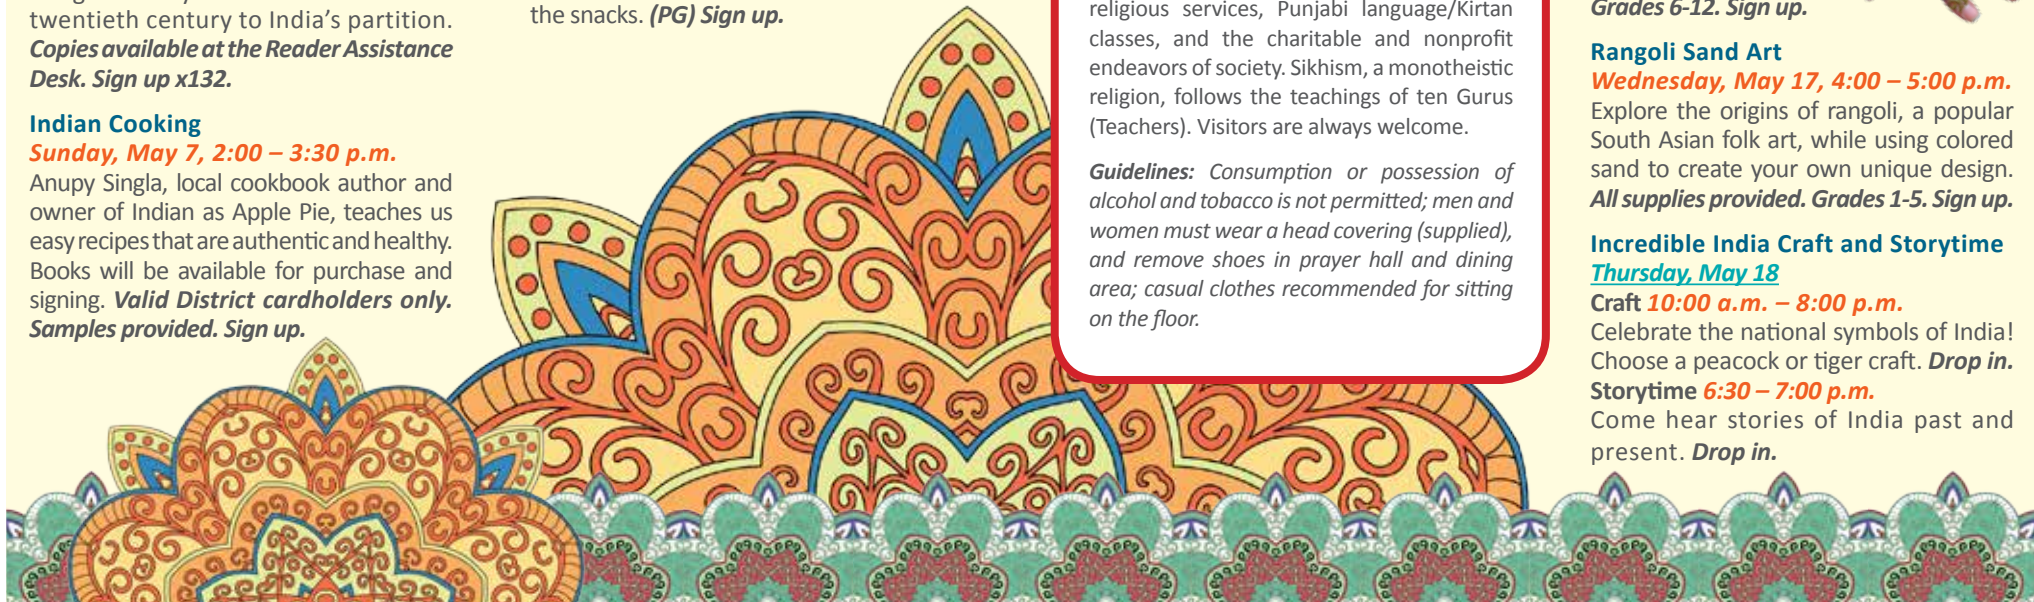 twentieth century to India's partition.
Copies available at the Reader Assistance
Desk. Sign up x132.
Indian Cooking
Sunday, May 7, 2:00 – 3:30 p.m.
Anupy Singla, local cookbook author and
owner of Indian as Apple Pie, teaches us
easy recipes that are authentic and healthy.
Books will be available for purchase and
signing. Valid District cardholders only.
Samples provided. Sign up.
the snacks. (PG) Sign up.
religious services, Punjabi language/Kirtan
classes, and the charitable and nonprofit
endeavors of society. Sikhism, a monotheistic
religion, follows the teachings of ten Gurus
(Teachers). Visitors are always welcome.
Guidelines: Consumption or possession of
alcohol and tobacco is not permitted; men and
women must wear a head covering (supplied),
and remove shoes in prayer hall and dining
area; casual clothes recommended for sitting
on the floor.
Grades 6-12. Sign up.
Rangoli Sand Art
Wednesday, May 17, 4:00 – 5:00 p.m.
Explore the origins of rangoli, a popular
South Asian folk art, while using colored
sand to create your own unique design.
All supplies provided. Grades 1-5. Sign up.
Incredible India Craft and Storytime
Thursday, May 18
Craft 10:00 a.m. – 8:00 p.m.
Celebrate the national symbols of India!
Choose a peacock or tiger craft. Drop in.
Storytime 6:30 – 7:00 p.m.
Come hear stories of India past and
present. Drop in.